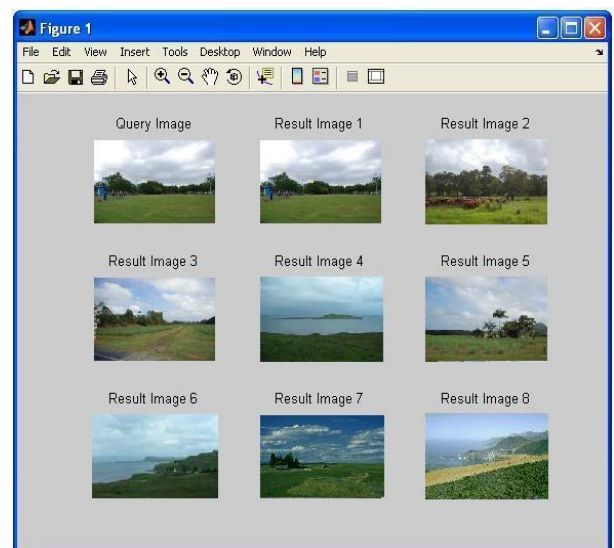 Figure 1
File Edit View Insert Tools Desktop Window Help
Query Image Result Image 1 Result Image 2
Result Image 3 Result Image 4 Result Image 5
Result Image 6 Result Image 7 Result Image 8